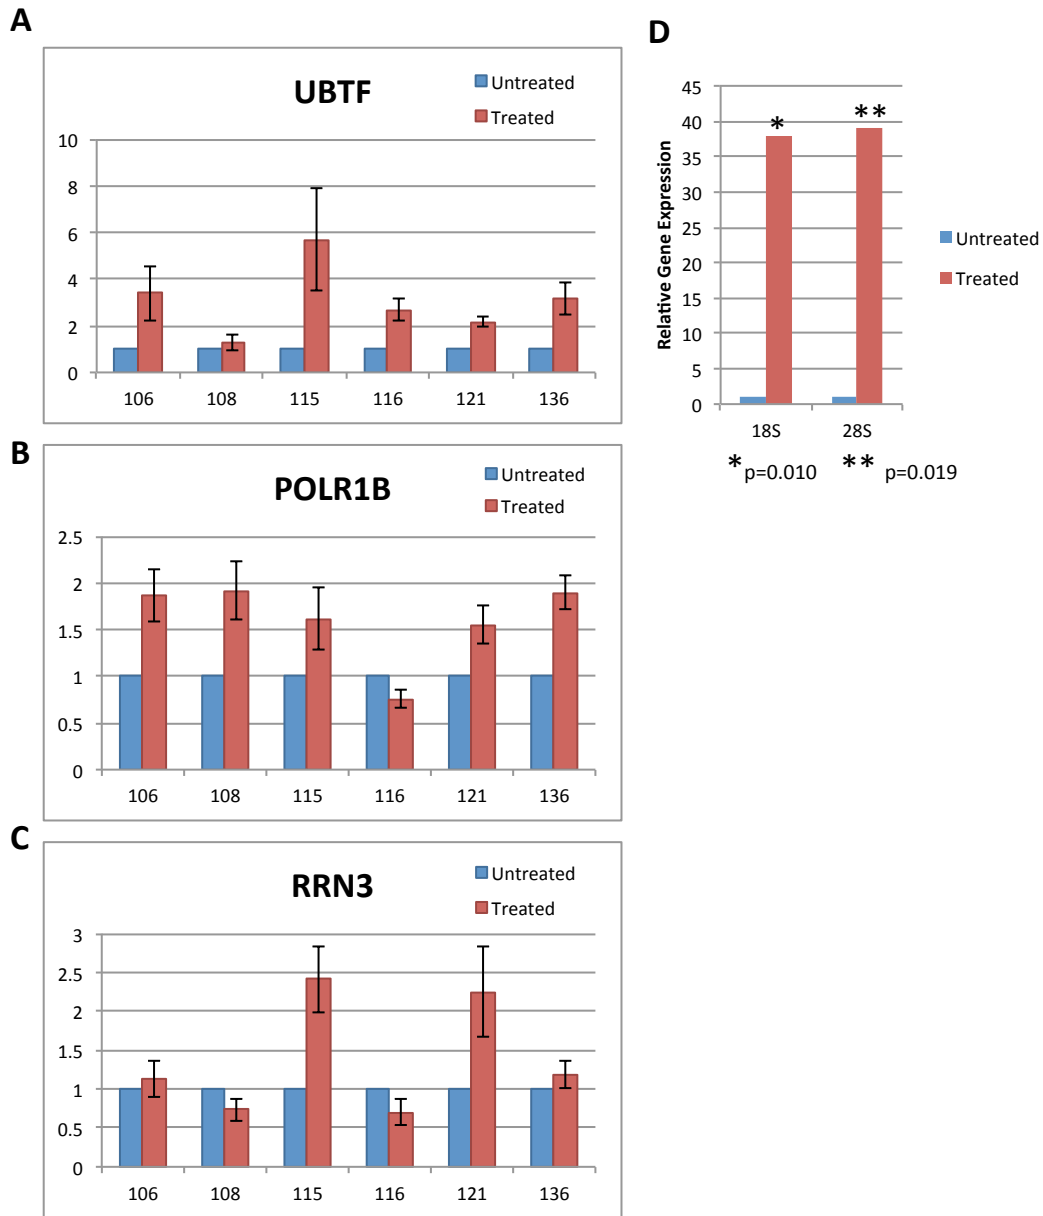 A
UBTF
Untreated
Treated
10
8
6
4
2
0
106 108 115 116 121 136
B
POLR1B
Untreated
Treated
2.5
2
1.5
1
0.5
0
106 108 115 116 121 136
C
RRN3
Untreated
Treated
3
2.5
2
1.5
1
0.5
0
106 108 115 116 121 136
D
Relative Gene Expression
45
40
35
30
25
20
15
10
5
0
*
**
18S 28S
Untreated
Treated
* p=0.010 ** p=0.019